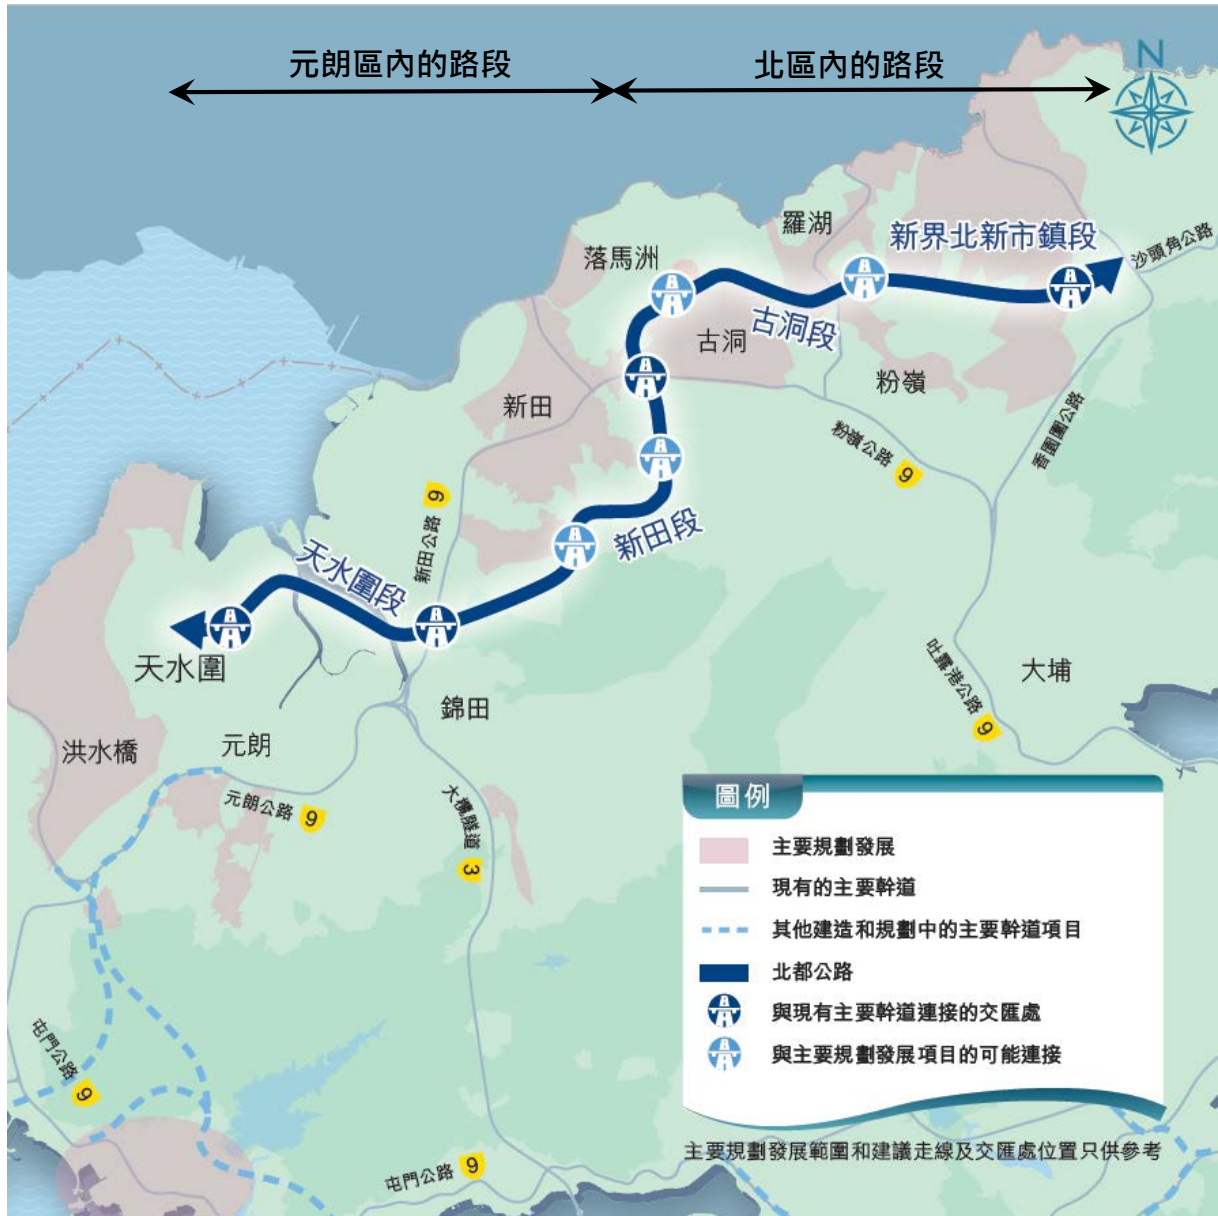 元朗區內的路段
北區內的路段
N
羅湖
新界北新市鎮段
沙頭角公路
落馬洲
古洞段
古洞
粉嶺
新田
粉嶺公路 9
香園圍公路
新田公路 9
新田段
天水圍段
天水圍
吐露港公路 9
大埔
錦田
元朗
洪水橋
元朗公路 9
大欖隧道 3
圖例
主要規劃發展
現有的主要幹道
其他建造和規劃中的主要幹道項目
北都公路
與現有主要幹道連接的交匯處
與主要規劃發展項目的可能連接
屯門公路 9
屯門公路 9
主要規劃發展範圍和建議走線及交匯處位置只供參考